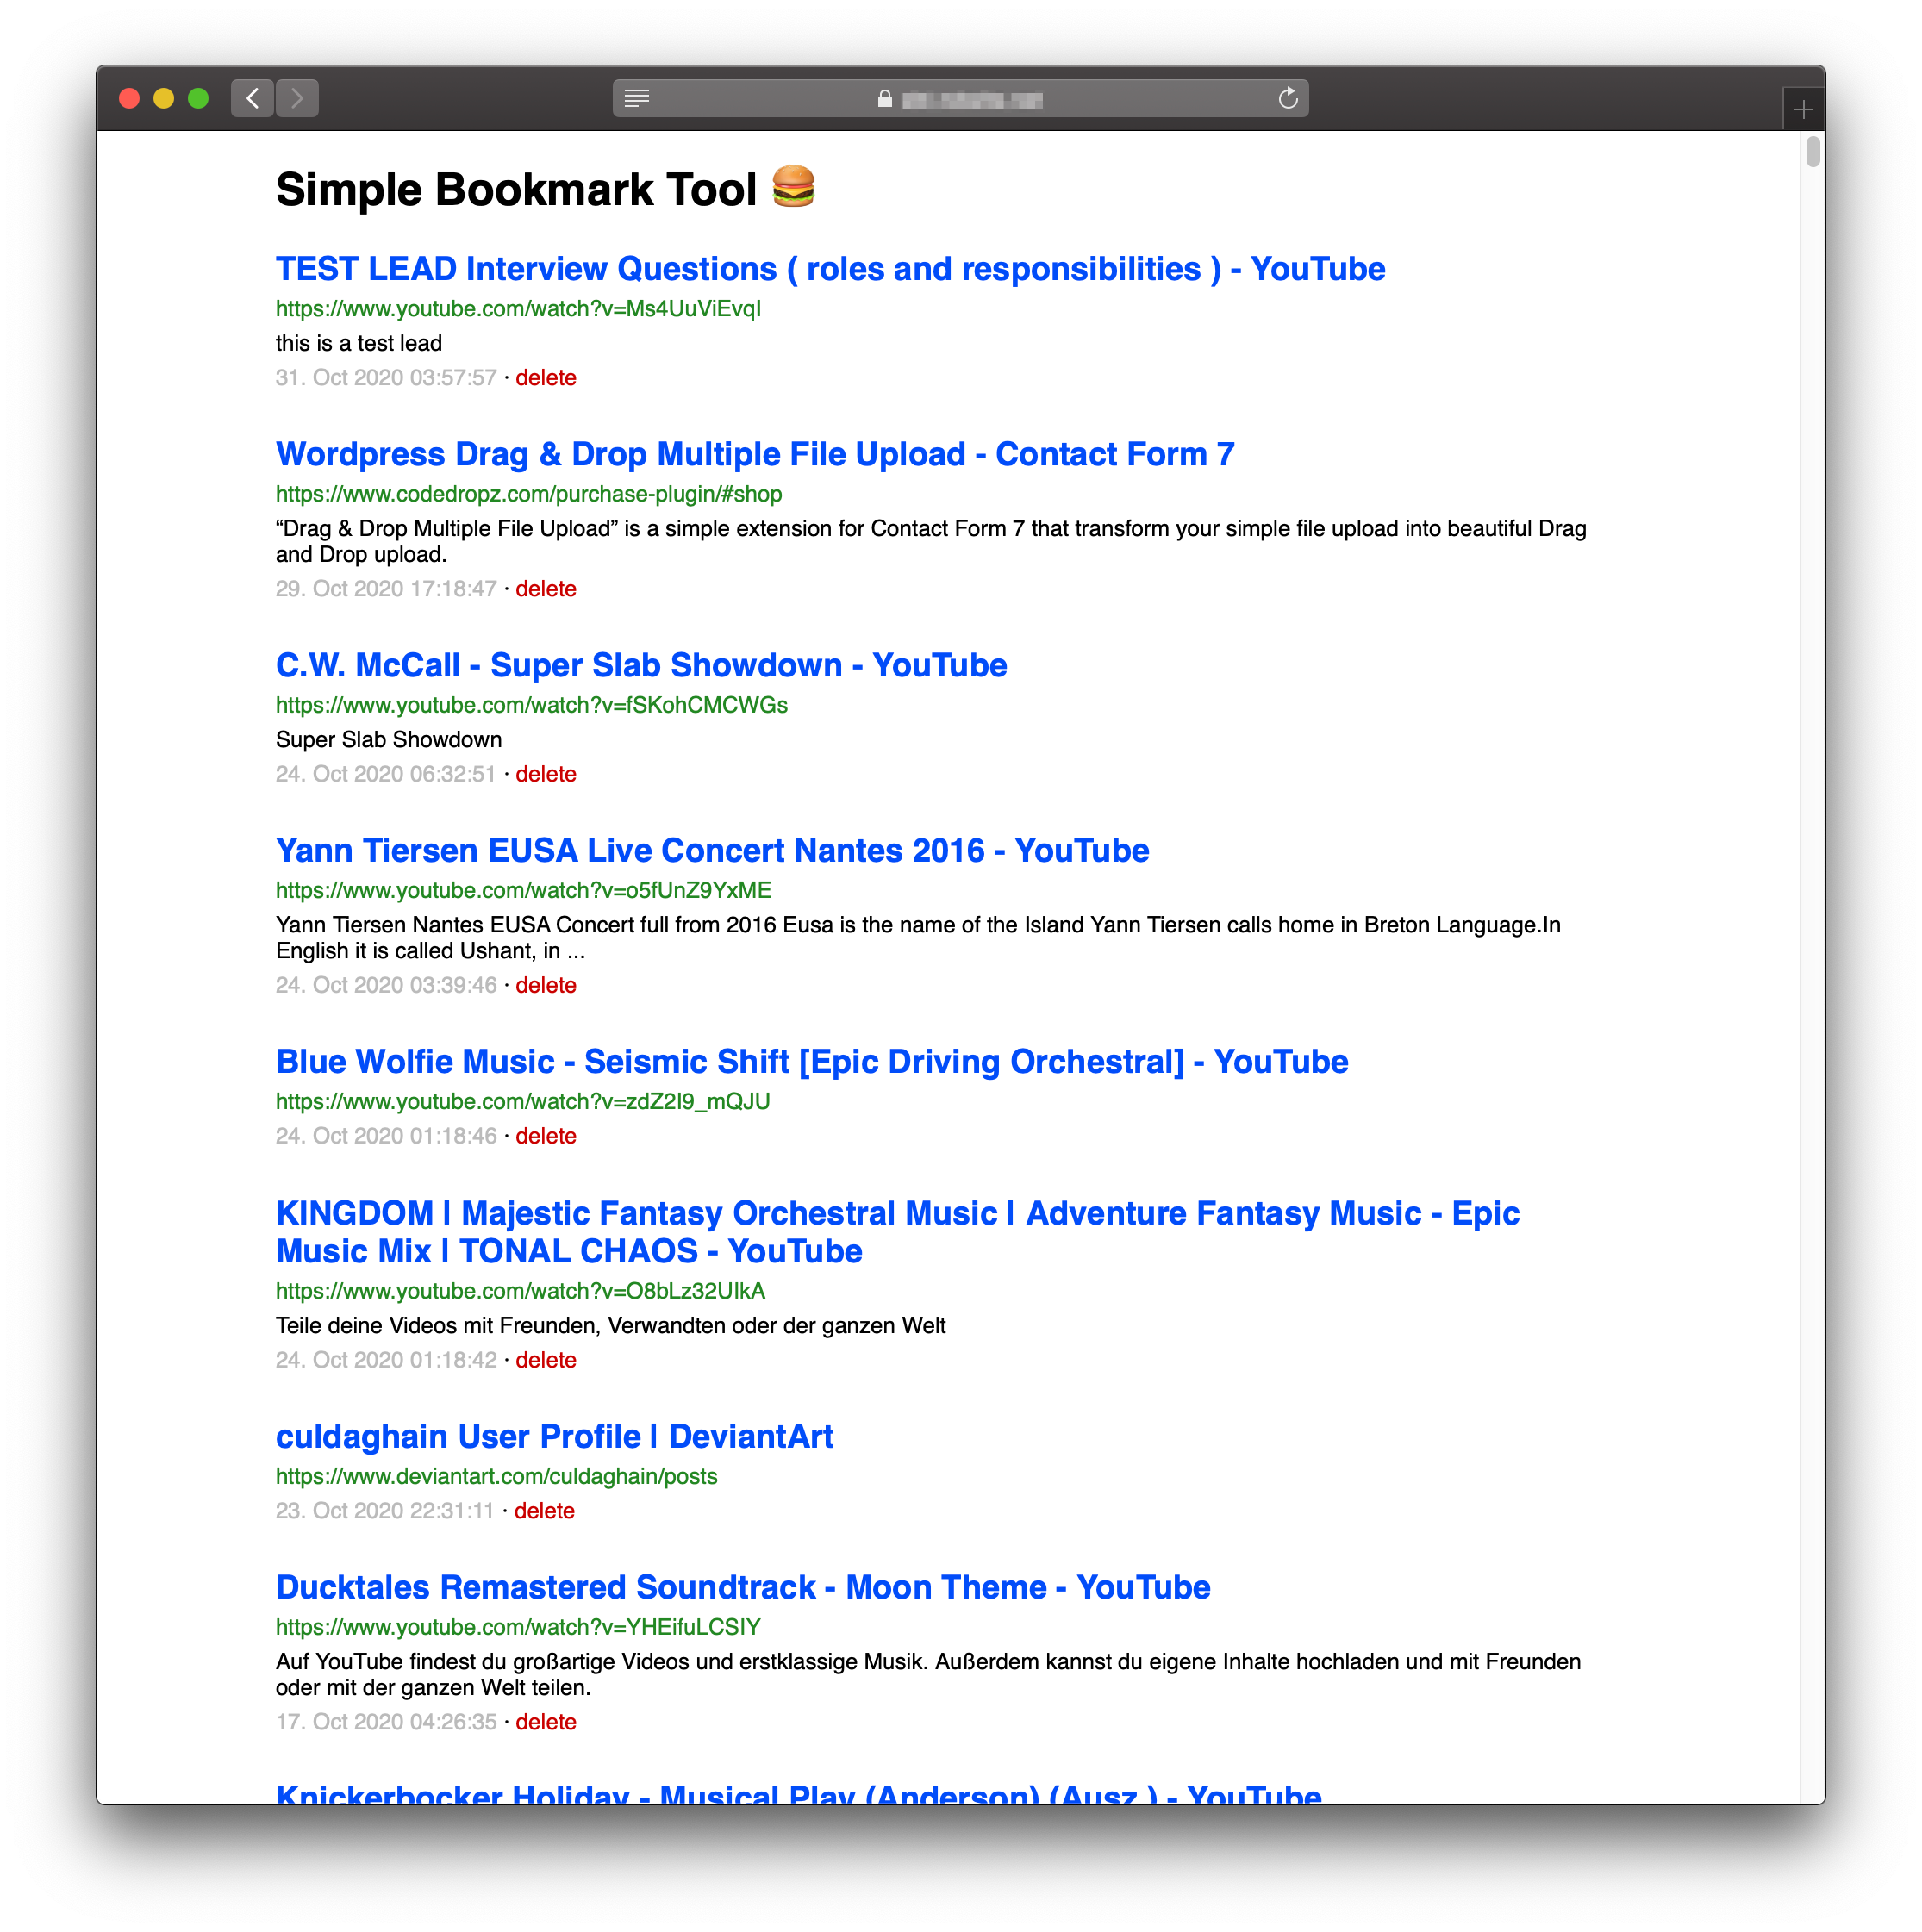 Simple Bookmark Tool 🍔
TEST LEAD Interview Questions ( roles and responsibilities ) - YouTube
https://www.youtube.com/watch?v=Ms4UuViEvqI
this is a test lead
31. Oct 2020 03:57:57 · delete
Wordpress Drag & Drop Multiple File Upload - Contact Form 7
https://www.codedropz.com/purchase-plugin/#shop
“Drag & Drop Multiple File Upload” is a simple extension for Contact Form 7 that transform your simple file upload into beautiful Drag
and Drop upload.
29. Oct 2020 17:18:47 · delete
C.W. McCall - Super Slab Showdown - YouTube
https://www.youtube.com/watch?v=fSKohCMCWGs
Super Slab Showdown
24. Oct 2020 06:32:51 · delete
Yann Tiersen EUSA Live Concert Nantes 2016 - YouTube
https://www.youtube.com/watch?v=o5fUnZ9YxME
Yann Tiersen Nantes EUSA Concert full from 2016 Eusa is the name of the Island Yann Tiersen calls home in Breton Language.In
English it is called Ushant, in ...
24. Oct 2020 03:39:46 · delete
Blue Wolfie Music - Seismic Shift [Epic Driving Orchestral] - YouTube
https://www.youtube.com/watch?v=zdZ2I9_mQJU
24. Oct 2020 01:18:46 · delete
KINGDOM | Majestic Fantasy Orchestral Music | Adventure Fantasy Music - Epic
Music Mix | TONAL CHAOS - YouTube
https://www.youtube.com/watch?v=O8bLz32UIkA
Teile deine Videos mit Freunden, Verwandten oder der ganzen Welt
24. Oct 2020 01:18:42 · delete
culdaghain User Profile | DeviantArt
https://www.deviantart.com/culdaghain/posts
23. Oct 2020 22:31:11 · delete
Ducktales Remastered Soundtrack - Moon Theme - YouTube
https://www.youtube.com/watch?v=YHEifuLCSIY
Auf YouTube findest du großartige Videos und erstklassige Musik. Außerdem kannst du eigene Inhalte hochladen und mit Freunden
oder mit der ganzen Welt teilen.
17. Oct 2020 04:26:35 · delete
Knickerbocker Holiday - Musical Play (Anderson) (Ausz.) - YouTube